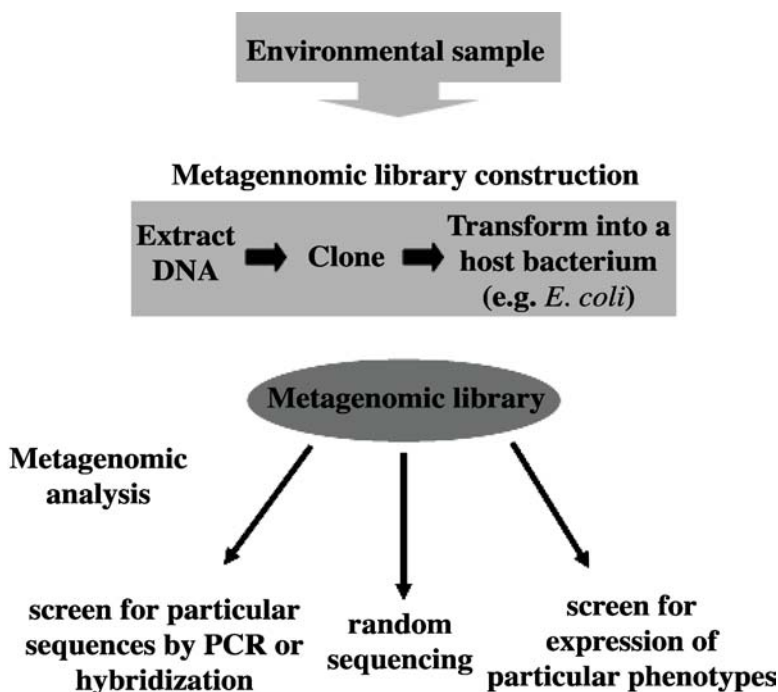 Environmental sample
Metagennomic library construction
Extract
DNA
Clone
Transform into a
host bacterium
(e.g. E. coli)
Metagenomic library
Metagenomic
analysis
screen for particular
sequences by PCR or
hybridization
random
sequencing
screen for
expression of
particular phenotypes